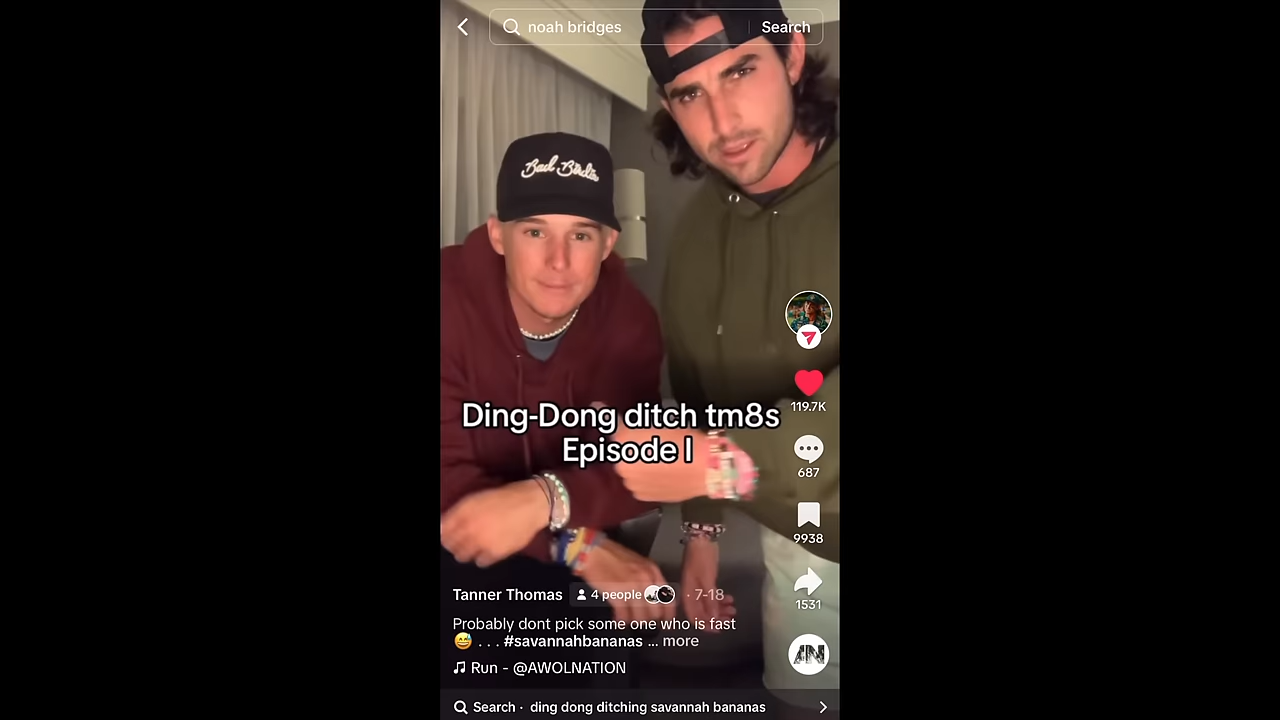 noah bridges
Search
Bad Birdie
Ding-Dong ditch tm8s
Episode I
119.7K
687
9938
1531
Tanner Thomas
4 people
· 7-18
Probably dont pick some one who is fast
😅 . . . #savannahbananas ... more
Run - @AWOLNATION
Search · ding dong ditching savannah bananas